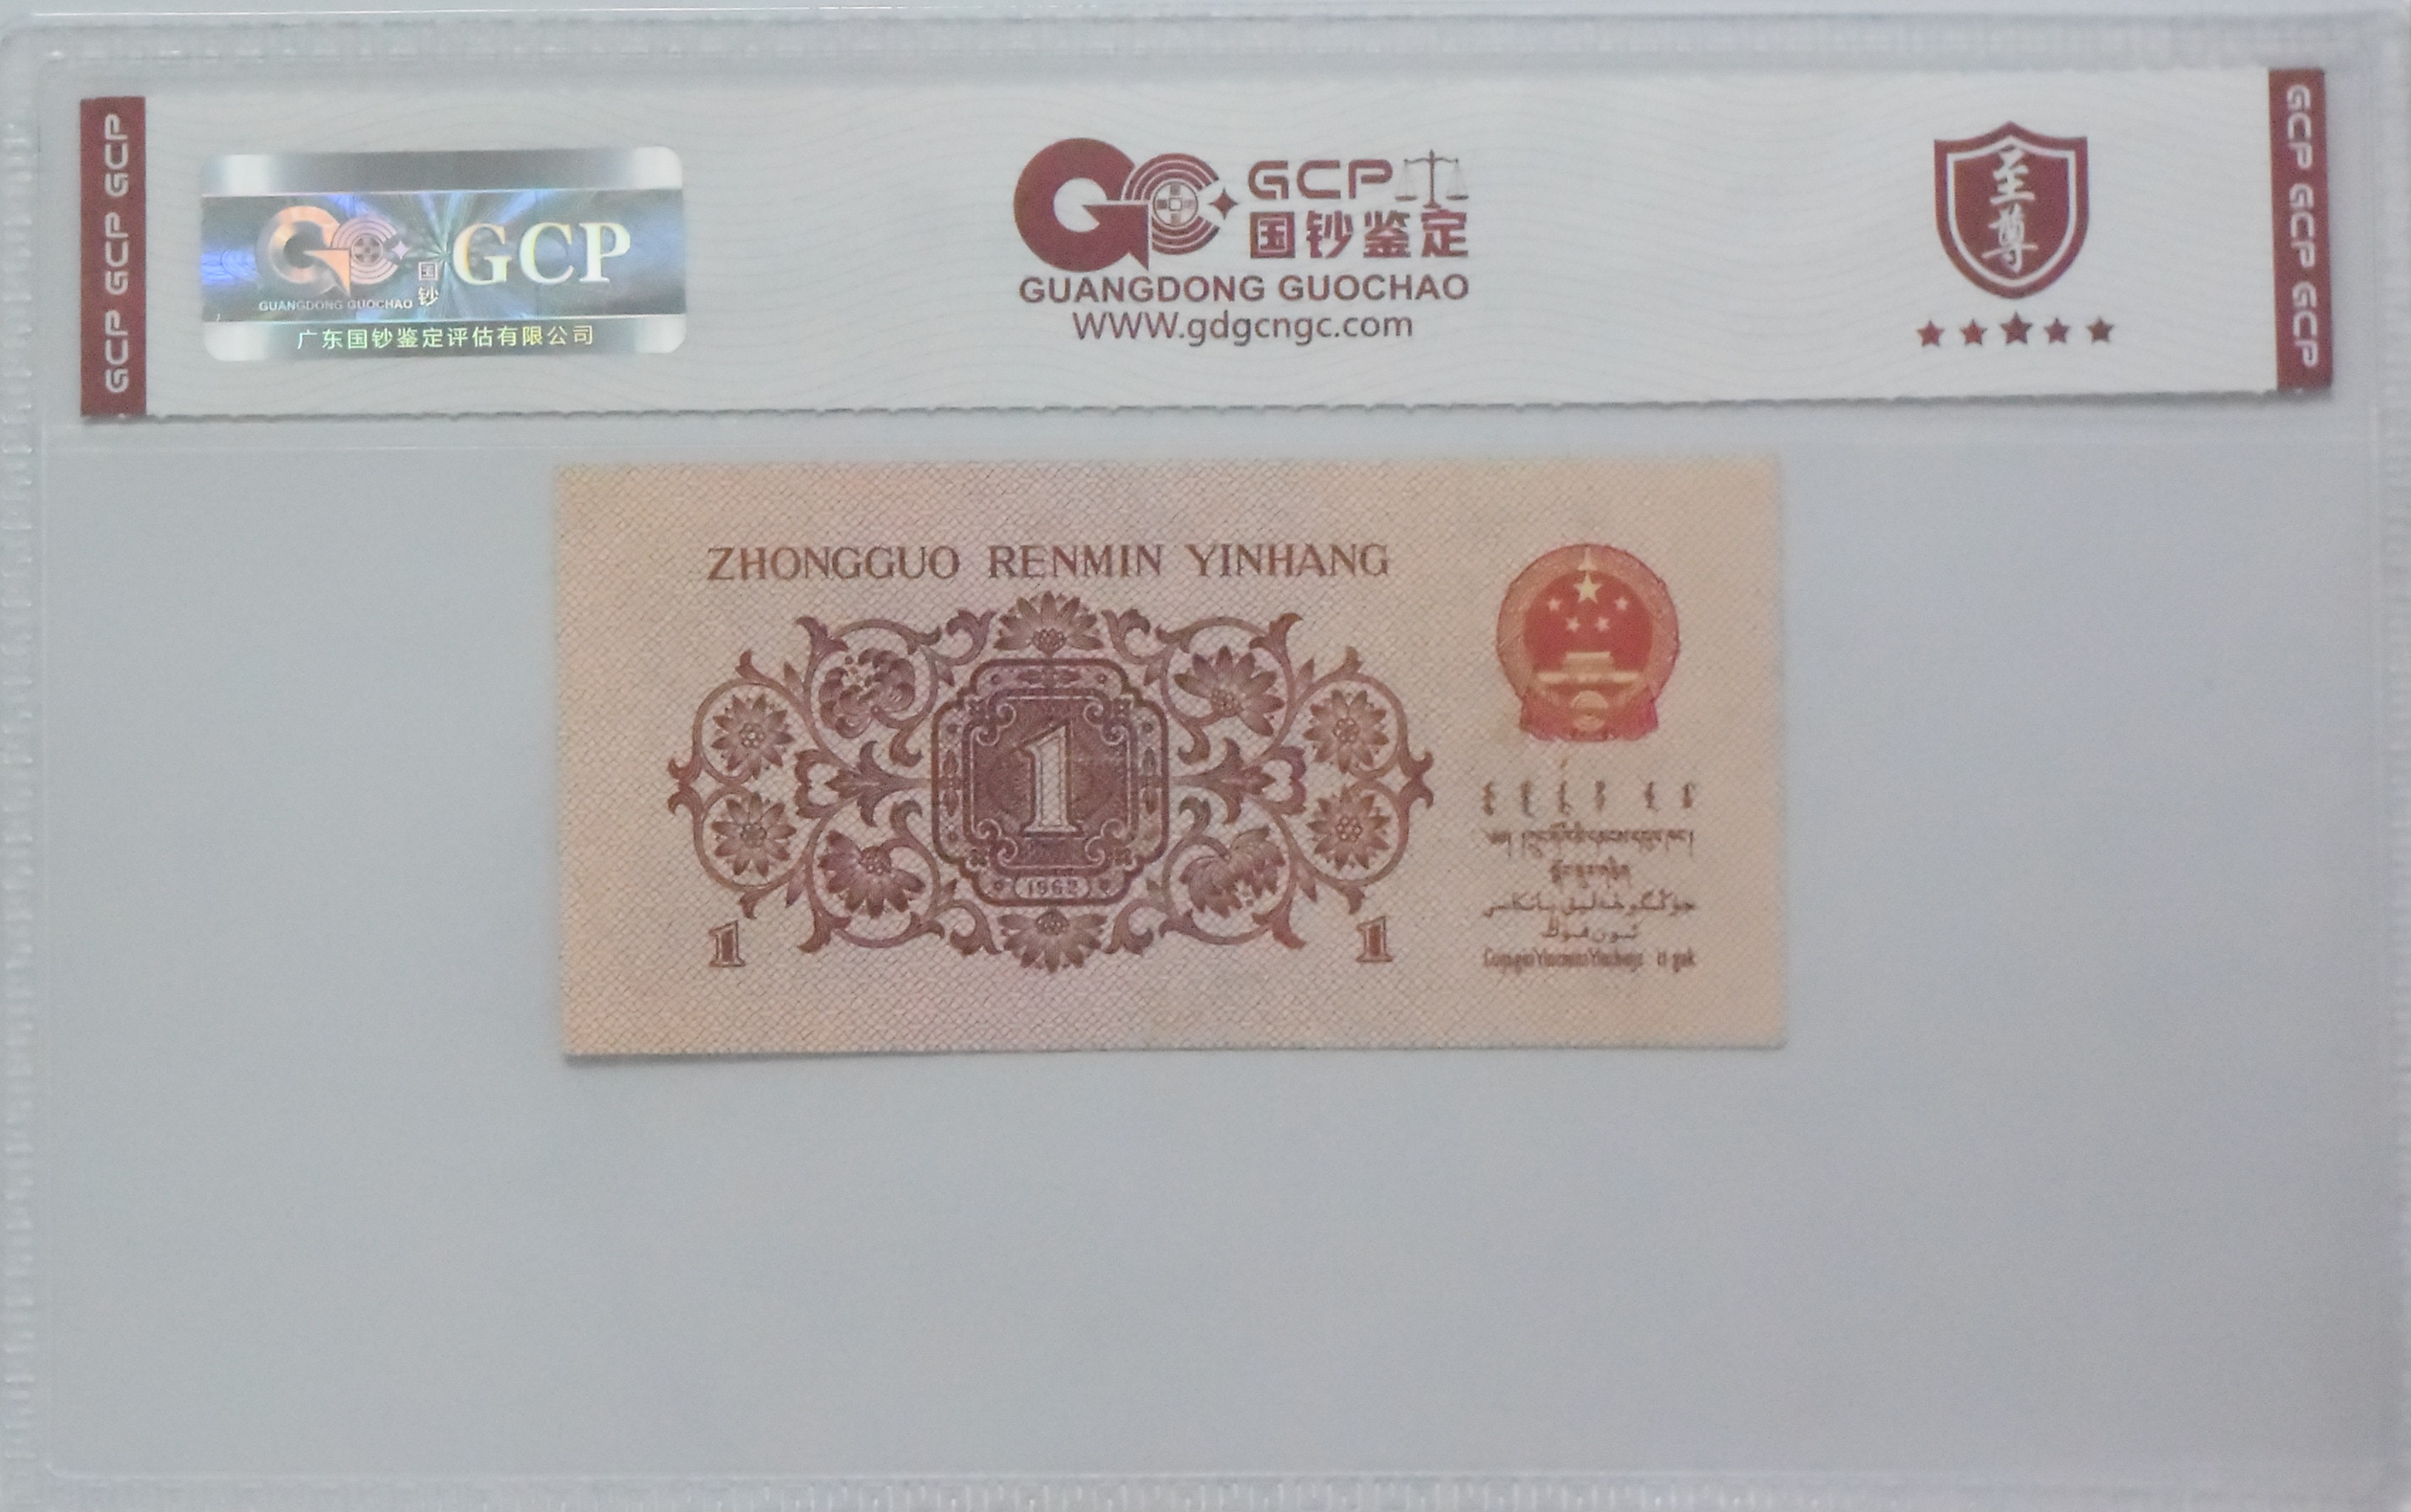 GCP GCP GCP
国钞
GCP
GUANGDONG GUOCHAO
广东国钞鉴定评估有限公司
GCP
国钞鉴定
GUANGDONG GUOCHAO
WWW.gdgcngc.com
至尊
GCP GCP GCP
ZHONGGUO RENMIN YINHANG
1
1962
1
1